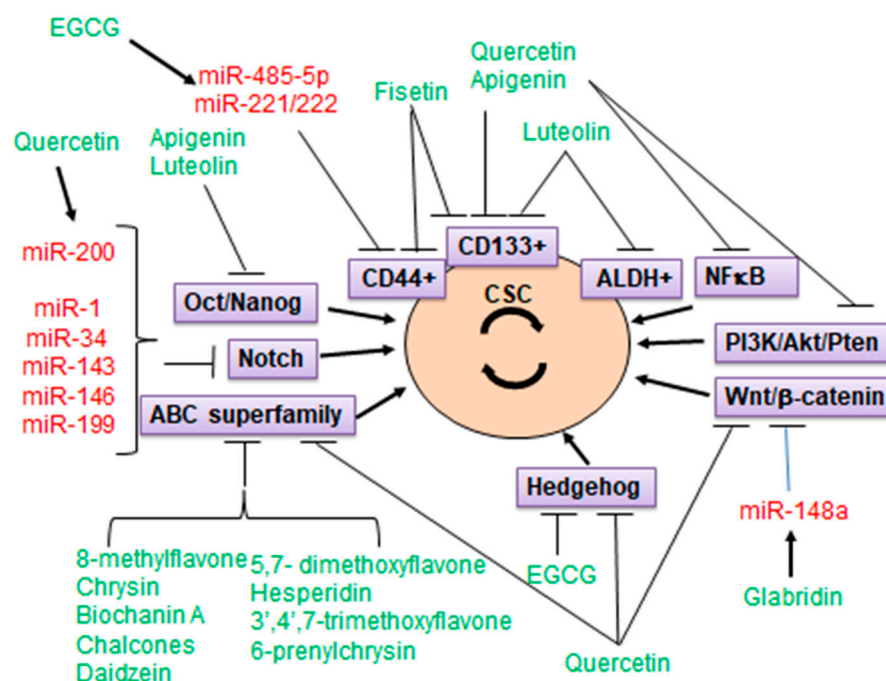 EGCG
miR-485-5p
miR-221/222
Quercetin
Apigenin
Fisetin
Quercetin
Apigenin
Luteolin
Luteolin
miR-200
miR-1
miR-34
miR-143
miR-146
miR-199
CD133+
CD44+
ALDH+
NFκB
CSC
Oct/Nanog
Notch
ABC superfamily
PI3K/Akt/Pten
Wnt/β-catenin
Hedgehog
miR-148a
EGCG
Glabridin
Quercetin
8-methylflavone
Chrysin
Biochanin A
Chalcones
Daidzein
5,7- dimethoxyflavone
Hesperidin
3’,4’,7-trimethoxyflavone
6-prenylchrysin